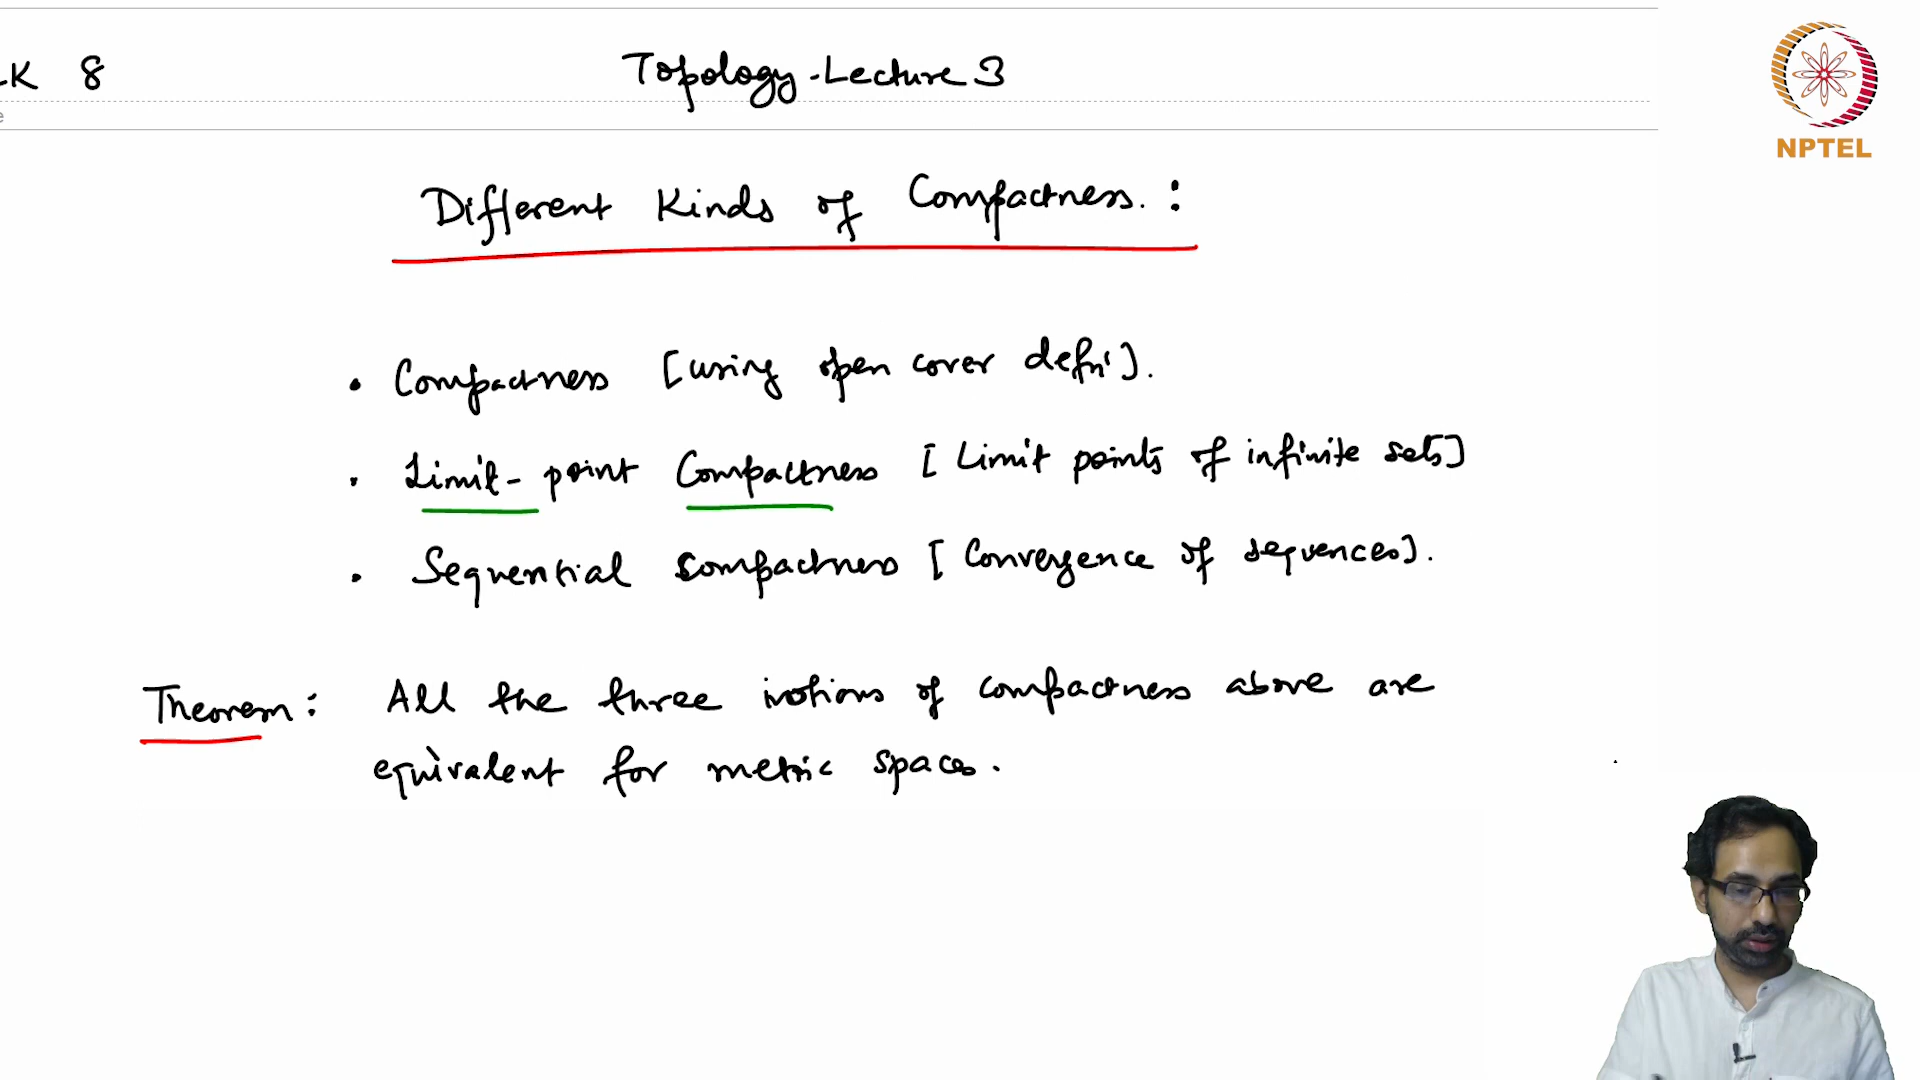 LK 8
Topology-Lecture 3
e
NPTEL
Different Kinds of Compactness. :
• Compactness [using open cover defn'].
• Limit-point Compactness [Limit points of infinite sets]
• Sequential compactness [Convergence of sequences].
Theorem: All the three notions of compactness above are
equivalent for metric spaces.